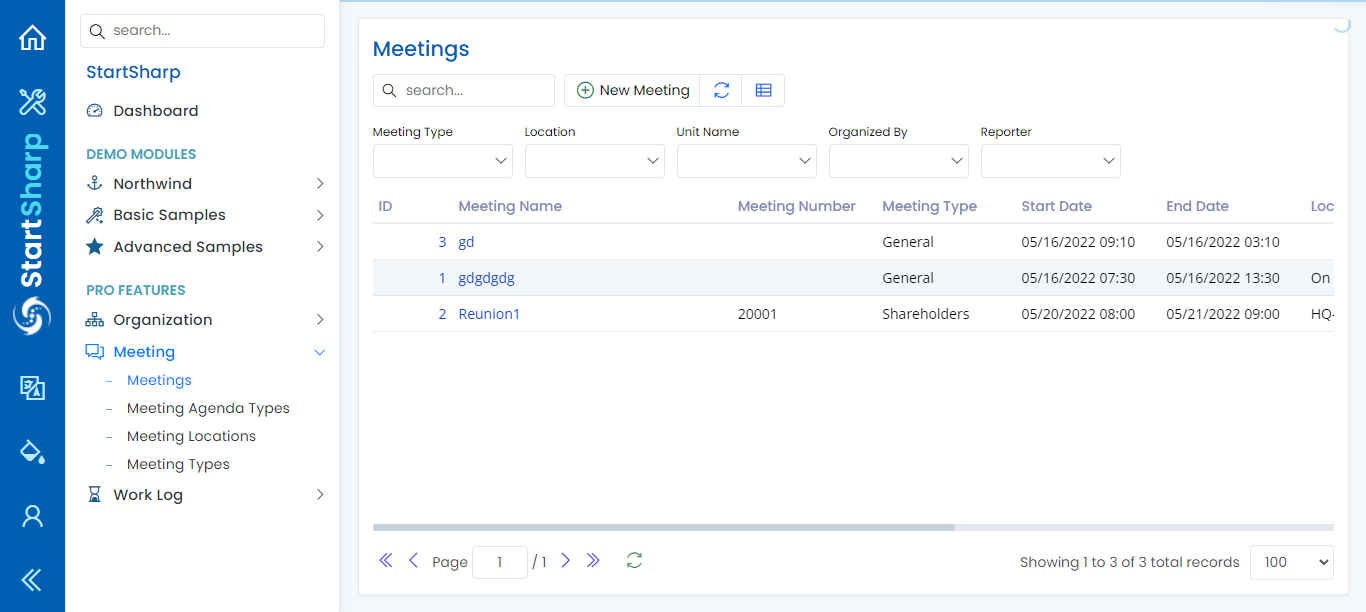 StartSharp
search...
StartSharp
Dashboard
DEMO MODULES
Northwind
Basic Samples
Advanced Samples
PRO FEATURES
Organization
Meeting
– Meetings
– Meeting Agenda Types
– Meeting Locations
– Meeting Types
Work Log
Meetings
search...
New Meeting
Meeting Type Location Unit Name Organized By Reporter
ID Meeting Name Meeting Number Meeting Type Start Date End Date Loc
3 gd General 05/16/2022 09:10 05/16/2022 03:10
1 gdgdgdg General 05/16/2022 07:30 05/16/2022 13:30 On
2 Reunion1 20001 Shareholders 05/20/2022 08:00 05/21/2022 09:00 HQ-
Page 1 / 1 Showing 1 to 3 of 3 total records 100